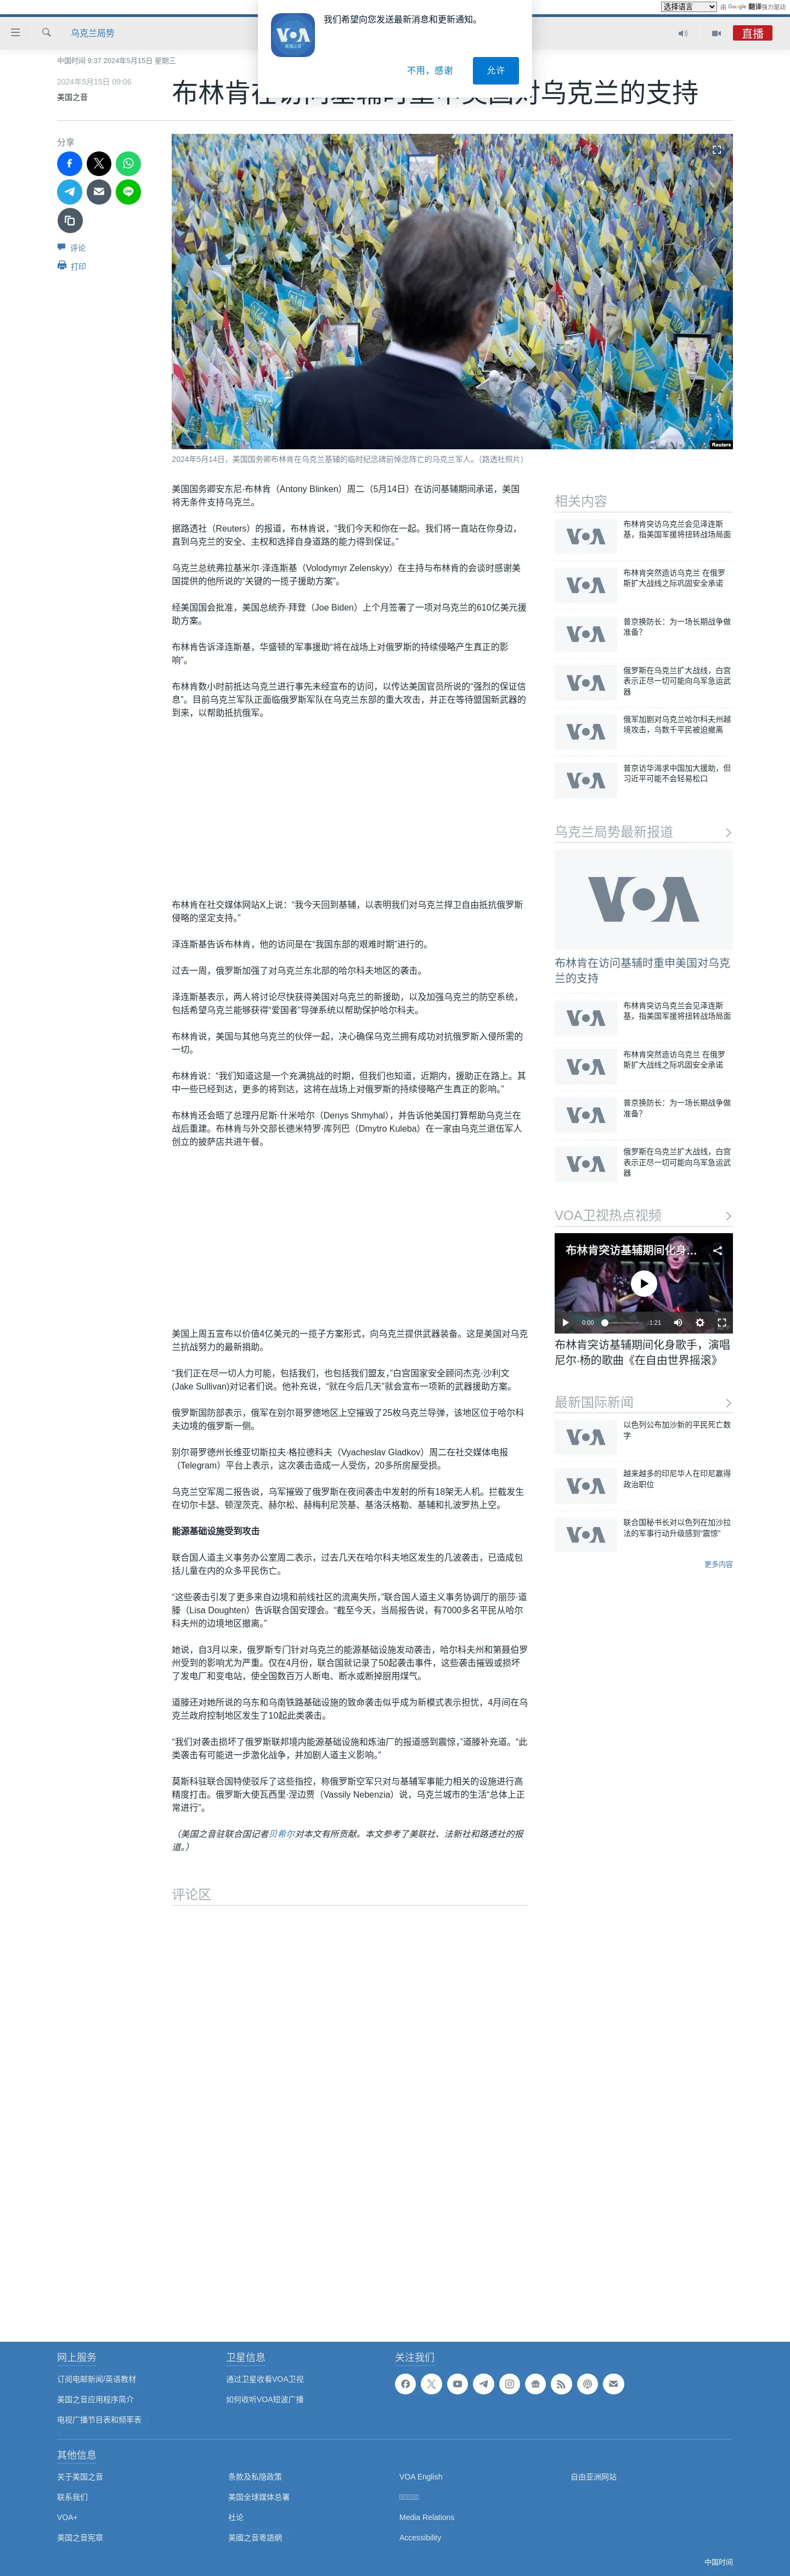 选择语言
由 Google 翻译强力驱动
我们希望向您发送最新消息和更新通知。
不用，感谢
允许
乌克兰局势
直播
中国时间 9:37 2024年5月15日 星期三
布林肯在访问基辅时重申美国对乌克兰的支持
2024年5月15日 09:06
美国之音
分享
评论
打印
Reuters
2024年5月14日，美国国务卿布林肯在乌克兰基辅的临时纪念碑前悼念阵亡的乌克兰军人。（路透社照片）
美国国务卿安东尼·布林肯（Antony Blinken）周二（5月14日）在访问基辅期间承诺，美国
将无条件支持乌克兰。
据路透社（Reuters）的报道，布林肯说，“我们今天和你在一起。我们将一直站在你身边，
直到乌克兰的安全、主权和选择自身道路的能力得到保证。”
乌克兰总统弗拉基米尔·泽连斯基（Volodymyr Zelenskyy）在主持与布林肯的会谈时感谢美
国提供的他所说的“关键的一揽子援助方案”。
经美国国会批准，美国总统乔·拜登（Joe Biden）上个月签署了一项对乌克兰的610亿美元援
助方案。
布林肯告诉泽连斯基，华盛顿的军事援助“将在战场上对俄罗斯的持续侵略产生真正的影
响”。
布林肯数小时前抵达乌克兰进行事先未经宣布的访问，以传达美国官员所说的“强烈的保证信
息”。目前乌克兰军队正面临俄罗斯军队在乌克兰东部的重大攻击，并正在等待盟国新武器的
到来，以帮助抵抗俄军。
布林肯在社交媒体网站X上说：“我今天回到基辅，以表明我们对乌克兰捍卫自由抵抗俄罗斯
侵略的坚定支持。”
泽连斯基告诉布林肯，他的访问是在“我国东部的艰难时期”进行的。
过去一周，俄罗斯加强了对乌克兰东北部的哈尔科夫地区的袭击。
泽连斯基表示，两人将讨论尽快获得美国对乌克兰的新援助，以及加强乌克兰的防空系统，
包括希望乌克兰能够获得“爱国者”导弹系统以帮助保护哈尔科夫。
布林肯说，美国与其他乌克兰的伙伴一起，决心确保乌克兰拥有成功对抗俄罗斯入侵所需的
一切。
布林肯说：“我们知道这是一个充满挑战的时期，但我们也知道，近期内，援助正在路上。其
中一些已经到达，更多的将到达，这将在战场上对俄罗斯的持续侵略产生真正的影响。”
布林肯还会晤了总理丹尼斯·什米哈尔（Denys Shmyhal），并告诉他美国打算帮助乌克兰在
战后重建。布林肯与外交部长德米特罗·库列巴（Dmytro Kuleba）在一家由乌克兰退伍军人
创立的披萨店共进午餐。
美国上周五宣布以价值4亿美元的一揽子方案形式，向乌克兰提供武器装备。这是美国对乌克
兰抗战努力的最新捐助。
“我们正在尽一切人力可能，包括我们，也包括我们盟友，”白宫国家安全顾问杰克·沙利文
(Jake Sullivan)对记者们说。他补充说，“就在今后几天”就会宣布一项新的武器援助方案。
俄罗斯国防部表示，俄军在别尔哥罗德地区上空摧毁了25枚乌克兰导弹，该地区位于哈尔科
夫边境的俄罗斯一侧。
别尔哥罗德州长维亚切斯拉夫·格拉德科夫（Vyacheslav Gladkov）周二在社交媒体电报
（Telegram）平台上表示，这次袭击造成一人受伤，20多所房屋受损。
乌克兰空军周二报告说，乌军摧毁了俄罗斯在夜间袭击中发射的所有18架无人机。拦截发生
在切尔卡瑟、顿涅茨克、赫尔松、赫梅利尼茨基、基洛沃格勒、基辅和扎波罗热上空。
能源基础设施受到攻击
联合国人道主义事务办公室周二表示，过去几天在哈尔科夫地区发生的几波袭击，已造成包
括儿童在内的众多平民伤亡。
“这些袭击引发了更多来自边境和前线社区的流离失所，”联合国人道主义事务协调厅的丽莎·道
滕（Lisa Doughten）告诉联合国安理会。“截至今天，当局报告说，有7000多名平民从哈尔
科夫州的边境地区撤离。”
她说，自3月以来，俄罗斯专门针对乌克兰的能源基础设施发动袭击，哈尔科夫州和第聂伯罗
州受到的影响尤为严重。仅在4月份，联合国就记录了50起袭击事件，这些袭击摧毁或损坏
了发电厂和变电站，使全国数百万人断电、断水或断掉厨用煤气。
道滕还对她所说的乌东和乌南铁路基础设施的致命袭击似乎成为新模式表示担忧，4月间在乌
克兰政府控制地区发生了10起此类袭击。
“我们对袭击损坏了俄罗斯联邦境内能源基础设施和炼油厂的报道感到震惊，”道滕补充道。“此
类袭击有可能进一步激化战争，并加剧人道主义影响。”
莫斯科驻联合国特使驳斥了这些指控，称俄罗斯空军只对与基辅军事能力相关的设施进行高
精度打击。俄罗斯大使瓦西里·涅边贾（Vassily Nebenzia）说，乌克兰城市的生活“总体上正
常进行”。
（美国之音驻联合国记者贝希尔对本文有所贡献。本文参考了美联社、法新社和路透社的报
道。）
评论区
相关内容
VOA
布林肯突访乌克兰会见泽连斯
基，指美国军援将扭转战场局面
VOA
布林肯突然造访乌克兰 在俄罗
斯扩大战线之际巩固安全承诺
VOA
普京换防长：为一场长期战争做
准备？
VOA
俄罗斯在乌克兰扩大战线，白宫
表示正尽一切可能向乌军急运武
器
VOA
俄军加剧对乌克兰哈尔科夫州越
境攻击，乌数千平民被迫撤离
VOA
普京访华渴求中国加大援助，但
习近平可能不会轻易松口
乌克兰局势最新报道
VOA
布林肯在访问基辅时重申美国对乌克
兰的支持
VOA
布林肯突访乌克兰会见泽连斯
基，指美国军援将扭转战场局面
VOA
布林肯突然造访乌克兰 在俄罗
斯扩大战线之际巩固安全承诺
VOA
普京换防长：为一场长期战争做
准备？
VOA
俄罗斯在乌克兰扩大战线，白宫
表示正尽一切可能向乌军急运武
器
VOA卫视热点视频
布林肯突访基辅期间化身...
0:00
1:21
布林肯突访基辅期间化身歌手，演唱
尼尔·杨的歌曲《在自由世界摇滚》
最新国际新闻
VOA
以色列公布加沙新的平民死亡数
字
VOA
越来越多的印尼华人在印尼赢得
政治职位
VOA
联合国秘书长对以色列在加沙拉
法的军事行动升级感到“震惊”
更多内容
网上服务
订阅电邮新闻/英语教材
美国之音应用程序简介
电视广播节目表和频率表
卫星信息
通过卫星收看VOA卫视
如何收听VOA短波广播
关注我们
其他信息
关于美国之音
条款及私隐政策
VOA English
自由亚洲网站
联系我们
美国全球媒体总署
VOA+
社论
Media Relations
美国之音宪章
美國之音粵語網
Accessibility
中国时间